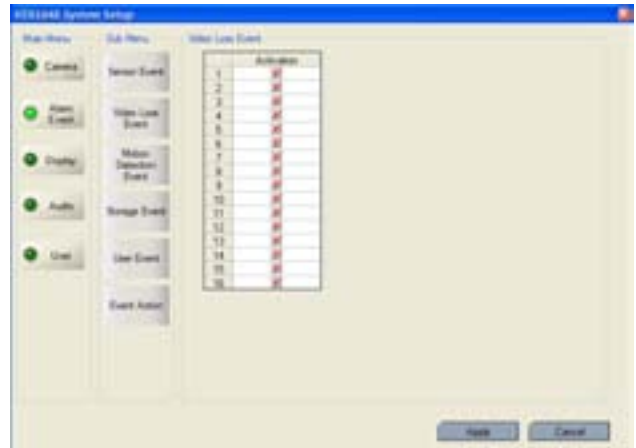 System Setup
Main Menu
Sub Menu
Video Loss Event
Camera
Alarm
Event
Display
Audio
User
Sensor Event
Video Loss
Event
Motion
Detection
Event
Storage Event
User Event
Event Action
Activation
1
2
3
4
5
6
7
8
9
10
11
12
13
14
15
16
Apply
Cancel